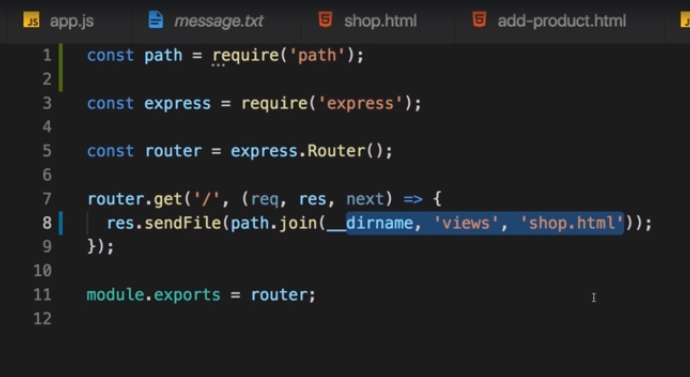 app.js message.txt shop.html add-product.html
1 const path = require('path');
2
3 const express = require('express');
4
5 const router = express.Router();
6
7 router.get('/', (req, res, next) => {
8 res.sendFile(path.join(__dirname, 'views', 'shop.html'));
9 });
10
11 module.exports = router;
12